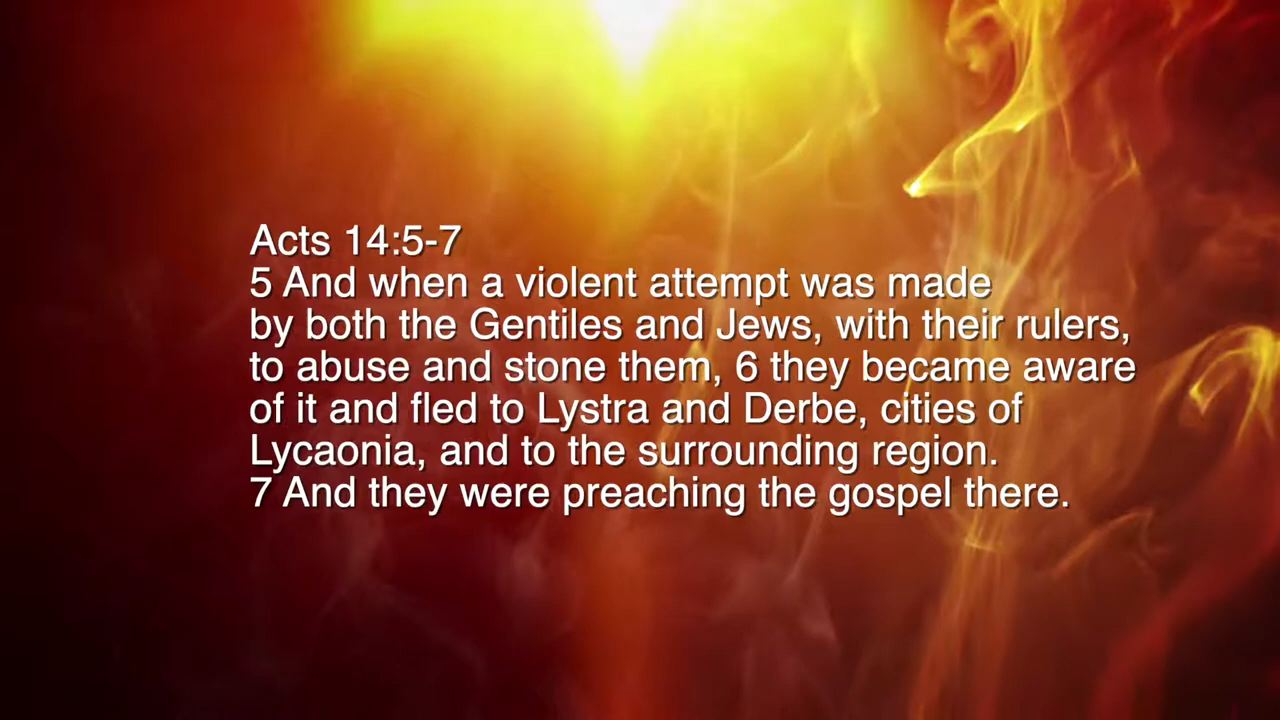 Acts 14:5-7
5 And when a violent attempt was made
by both the Gentiles and Jews, with their rulers,
to abuse and stone them, 6 they became aware
of it and fled to Lystra and Derbe, cities of
Lycaonia, and to the surrounding region.
7 And they were preaching the gospel there.